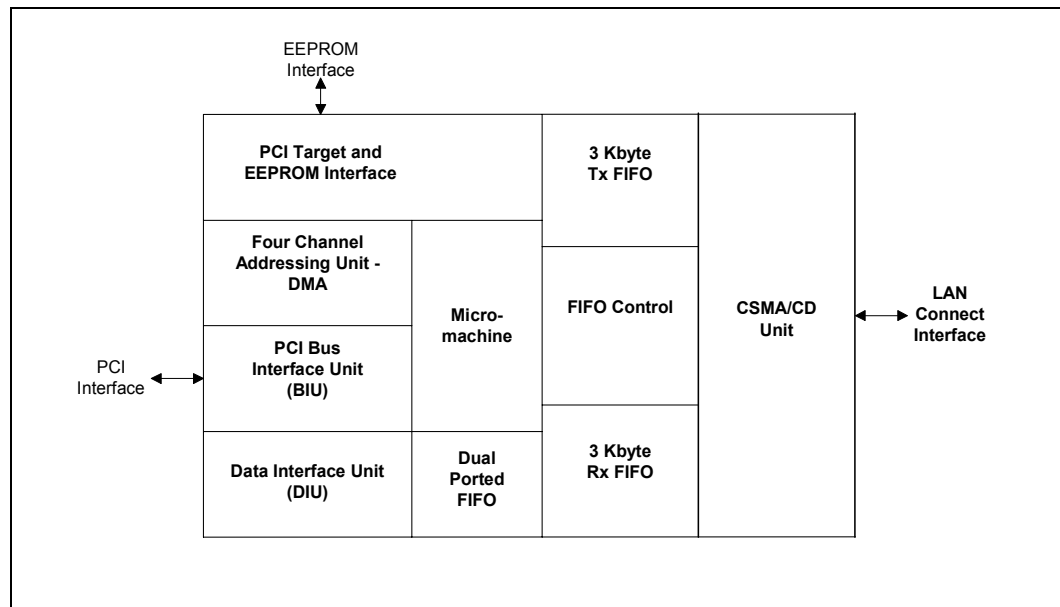 EEPROM
Interface
PCI Target and
EEPROM Interface
3 Kbyte
Tx FIFO
Four Channel
Addressing Unit -
DMA
Micro-
machine
FIFO Control
CSMA/CD
Unit
LAN
Connect
Interface
PCI
Interface
PCI Bus
Interface Unit
(BIU)
Data Interface Unit
(DIU)
Dual
Ported
FIFO
3 Kbyte
Rx FIFO